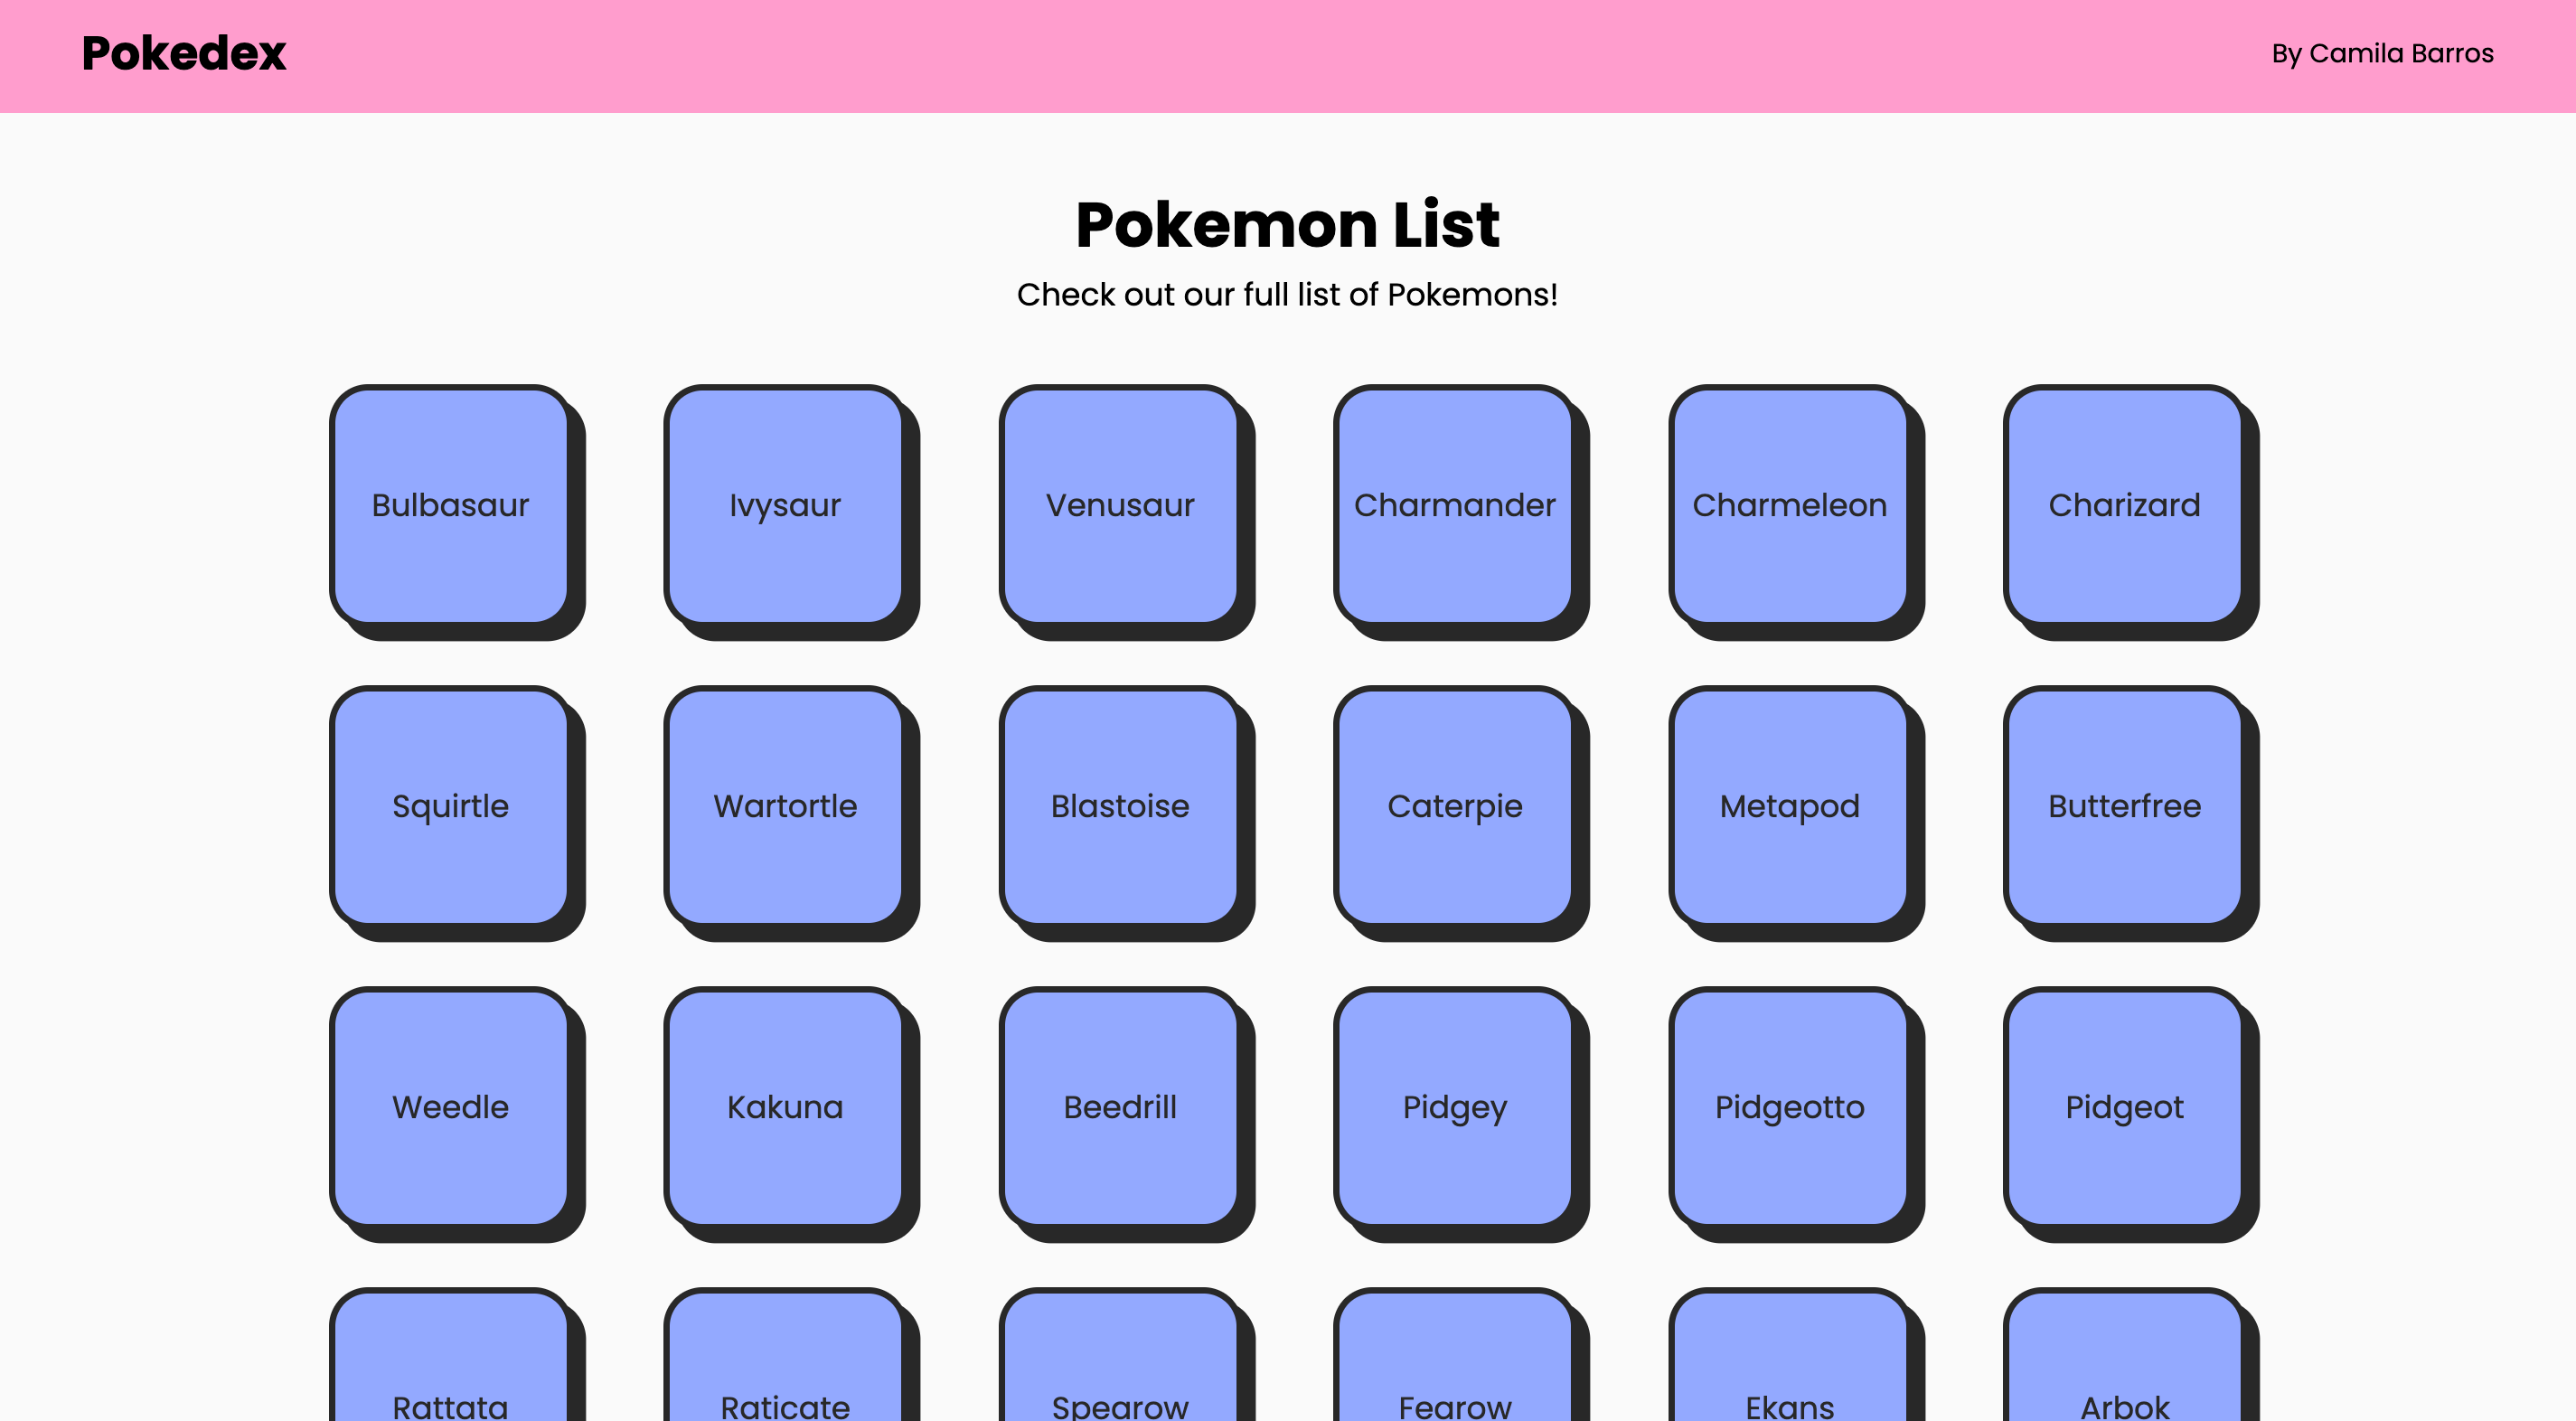 Pokedex
By Camila Barros
Pokemon List
Check out our full list of Pokemons!
Bulbasaur
Ivysaur
Venusaur
Charmander
Charmeleon
Charizard
Squirtle
Wartortle
Blastoise
Caterpie
Metapod
Butterfree
Weedle
Kakuna
Beedrill
Pidgey
Pidgeotto
Pidgeot
Rattata
Raticate
Spearow
Fearow
Ekans
Arbok